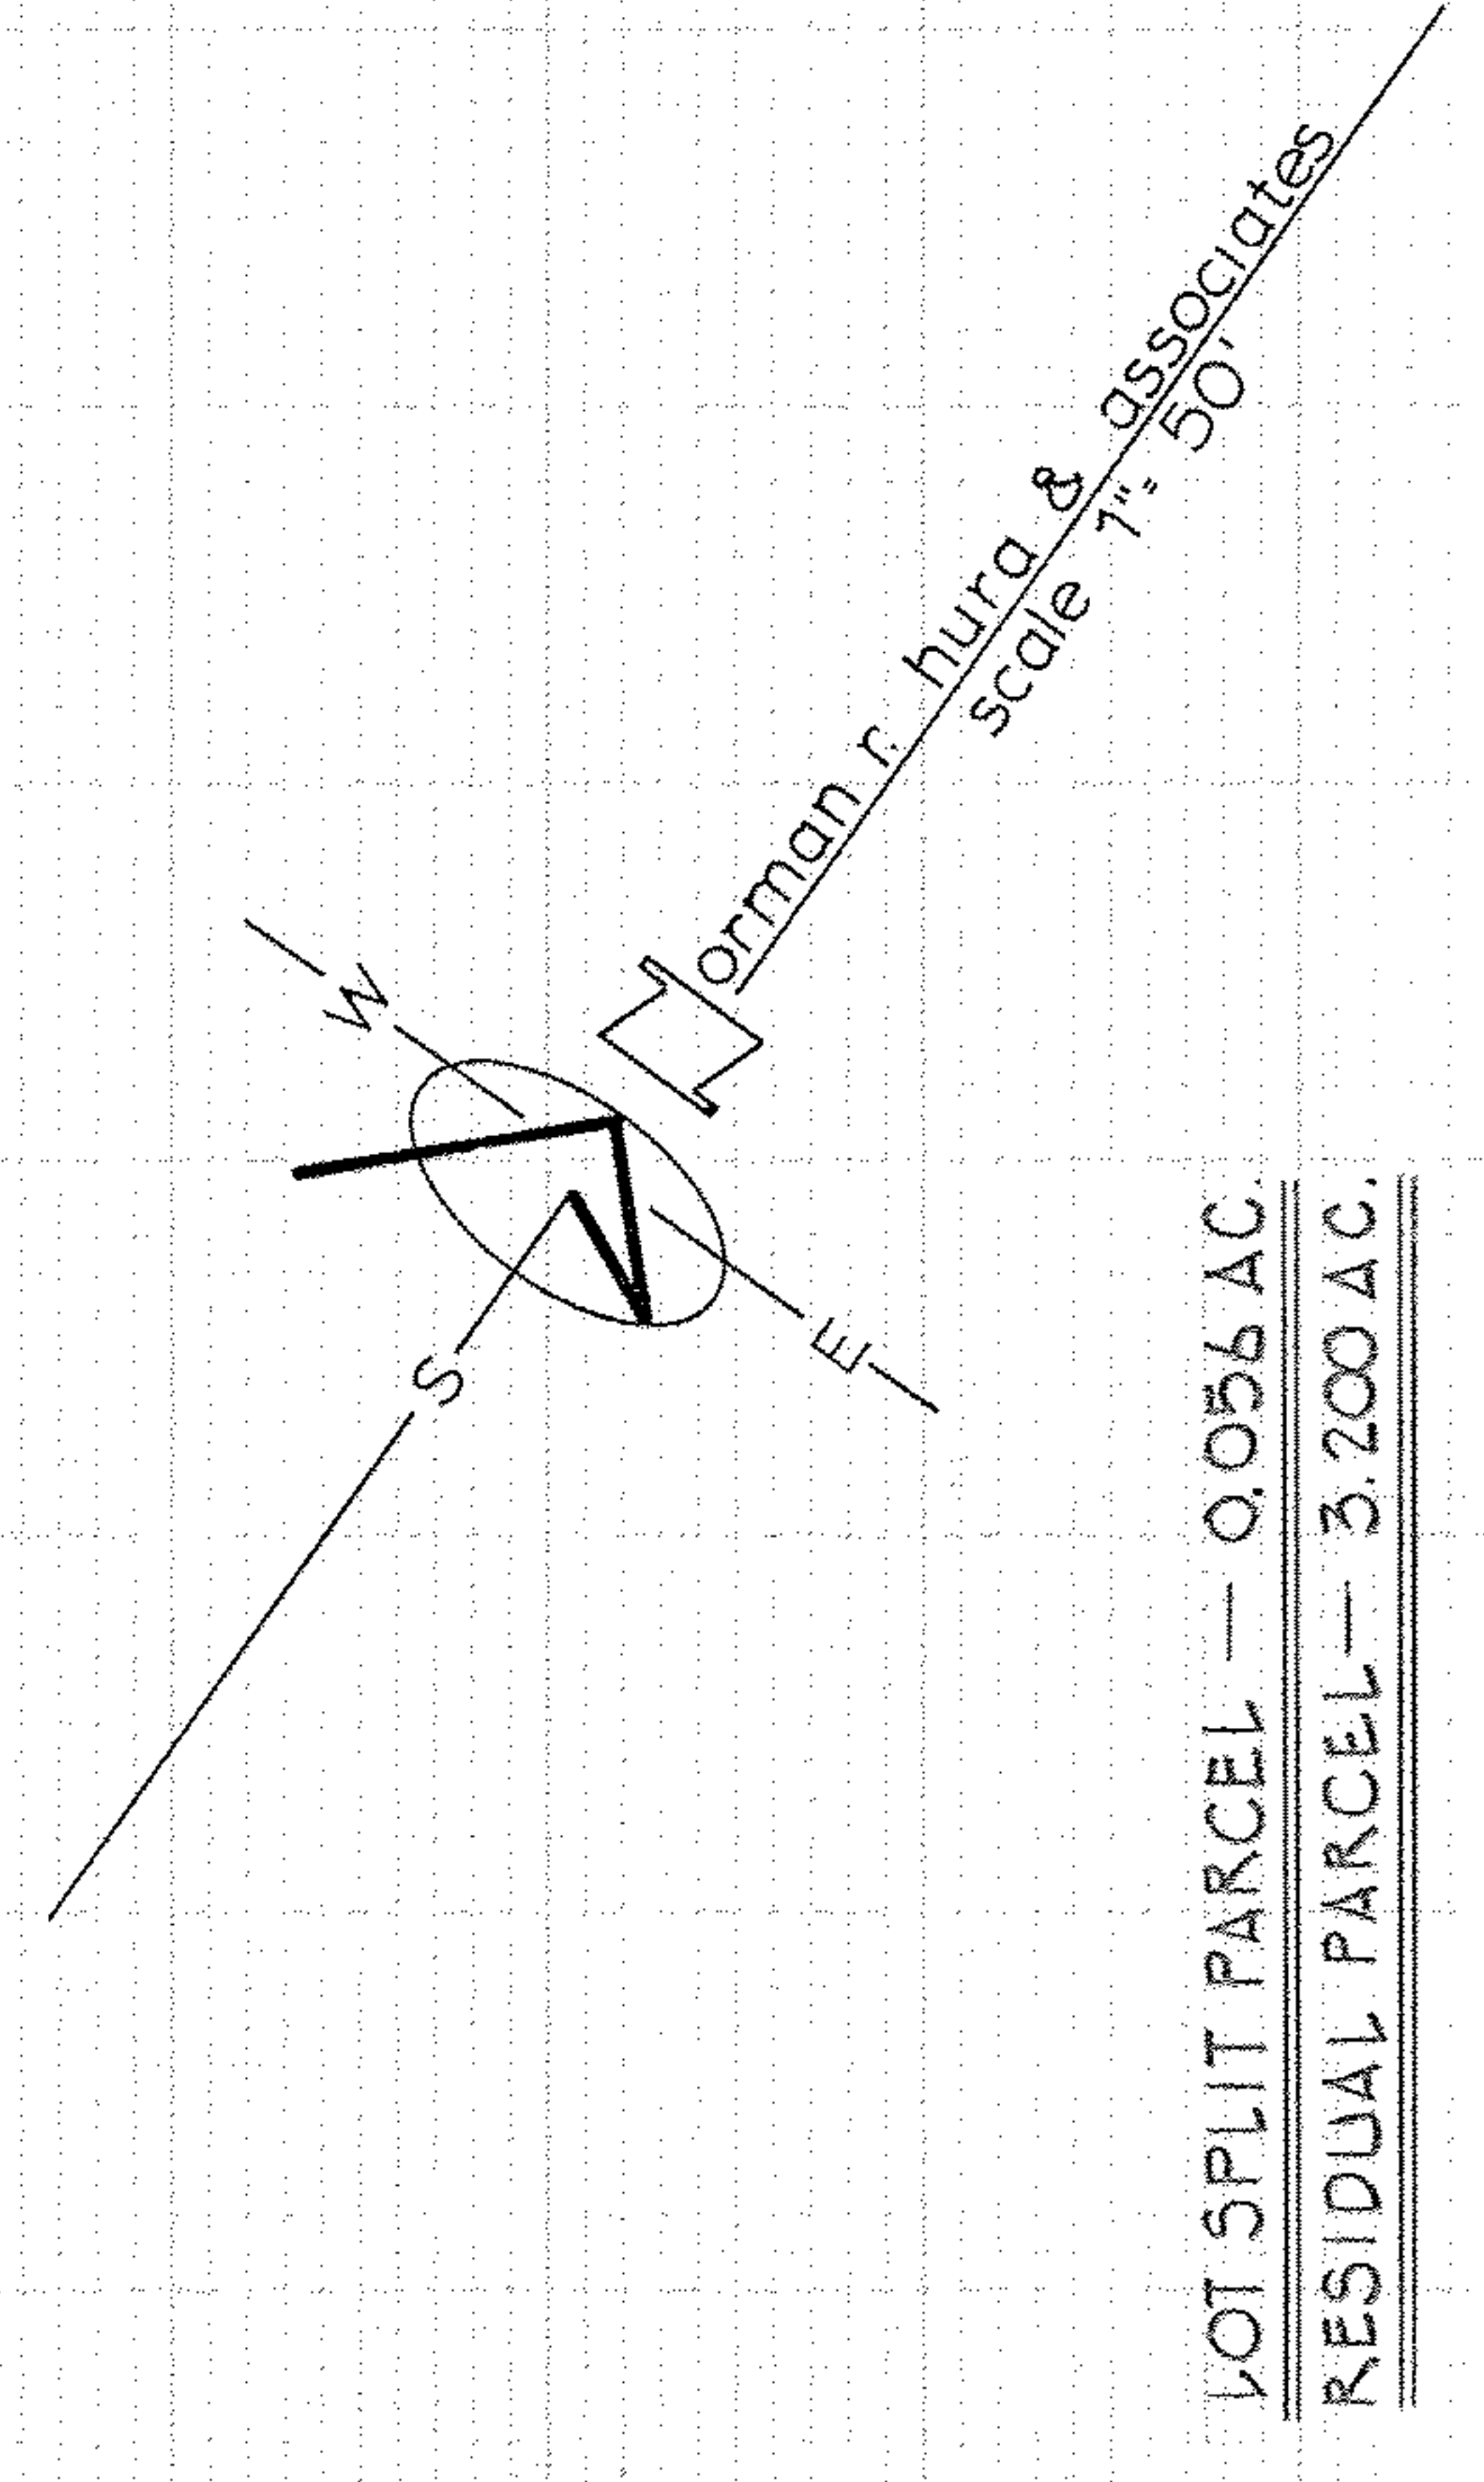 W
S
E
Norman r. hura & associates
scale 1"= 50'
LOT SPLIT PARCEL — 0.056 AC.
RESIDUAL PARCEL — 3.200 AC.